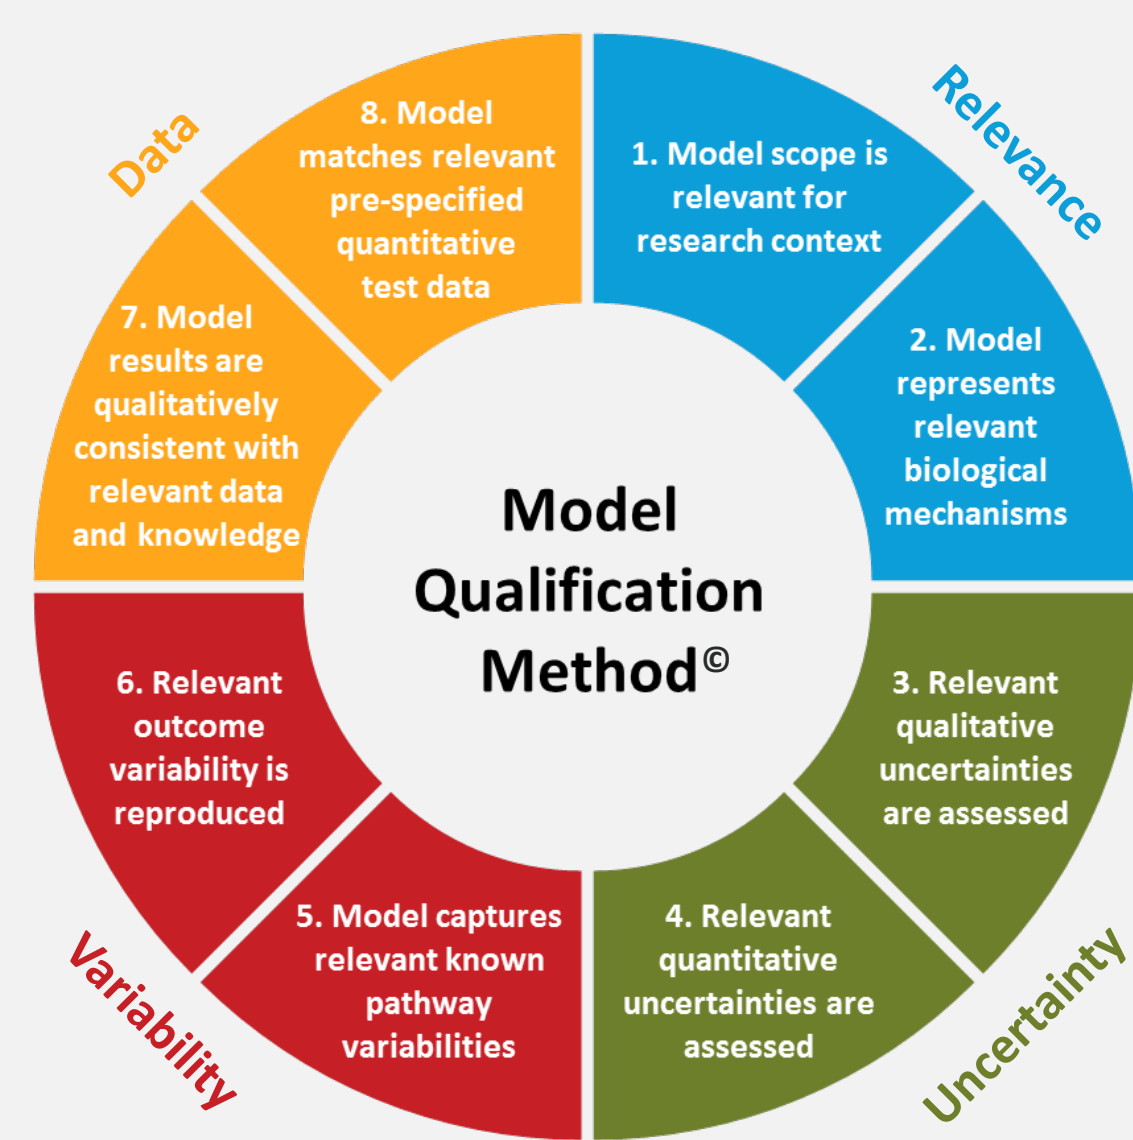 Model
Qualification
Method©
Relevance
1. Model scope is
relevant for
research context
2. Model
represents
relevant
biological
mechanisms
Uncertainty
3. Relevant
qualitative
uncertainties
are assessed
4. Relevant
quantitative
uncertainties are
assessed
Variability
5. Model captures
relevant known
pathway
variabilities
6. Relevant
outcome
variability is
reproduced
Data
7. Model
results are
qualitatively
consistent with
relevant data
and knowledge
8. Model
matches relevant
pre-specified
quantitative
test data